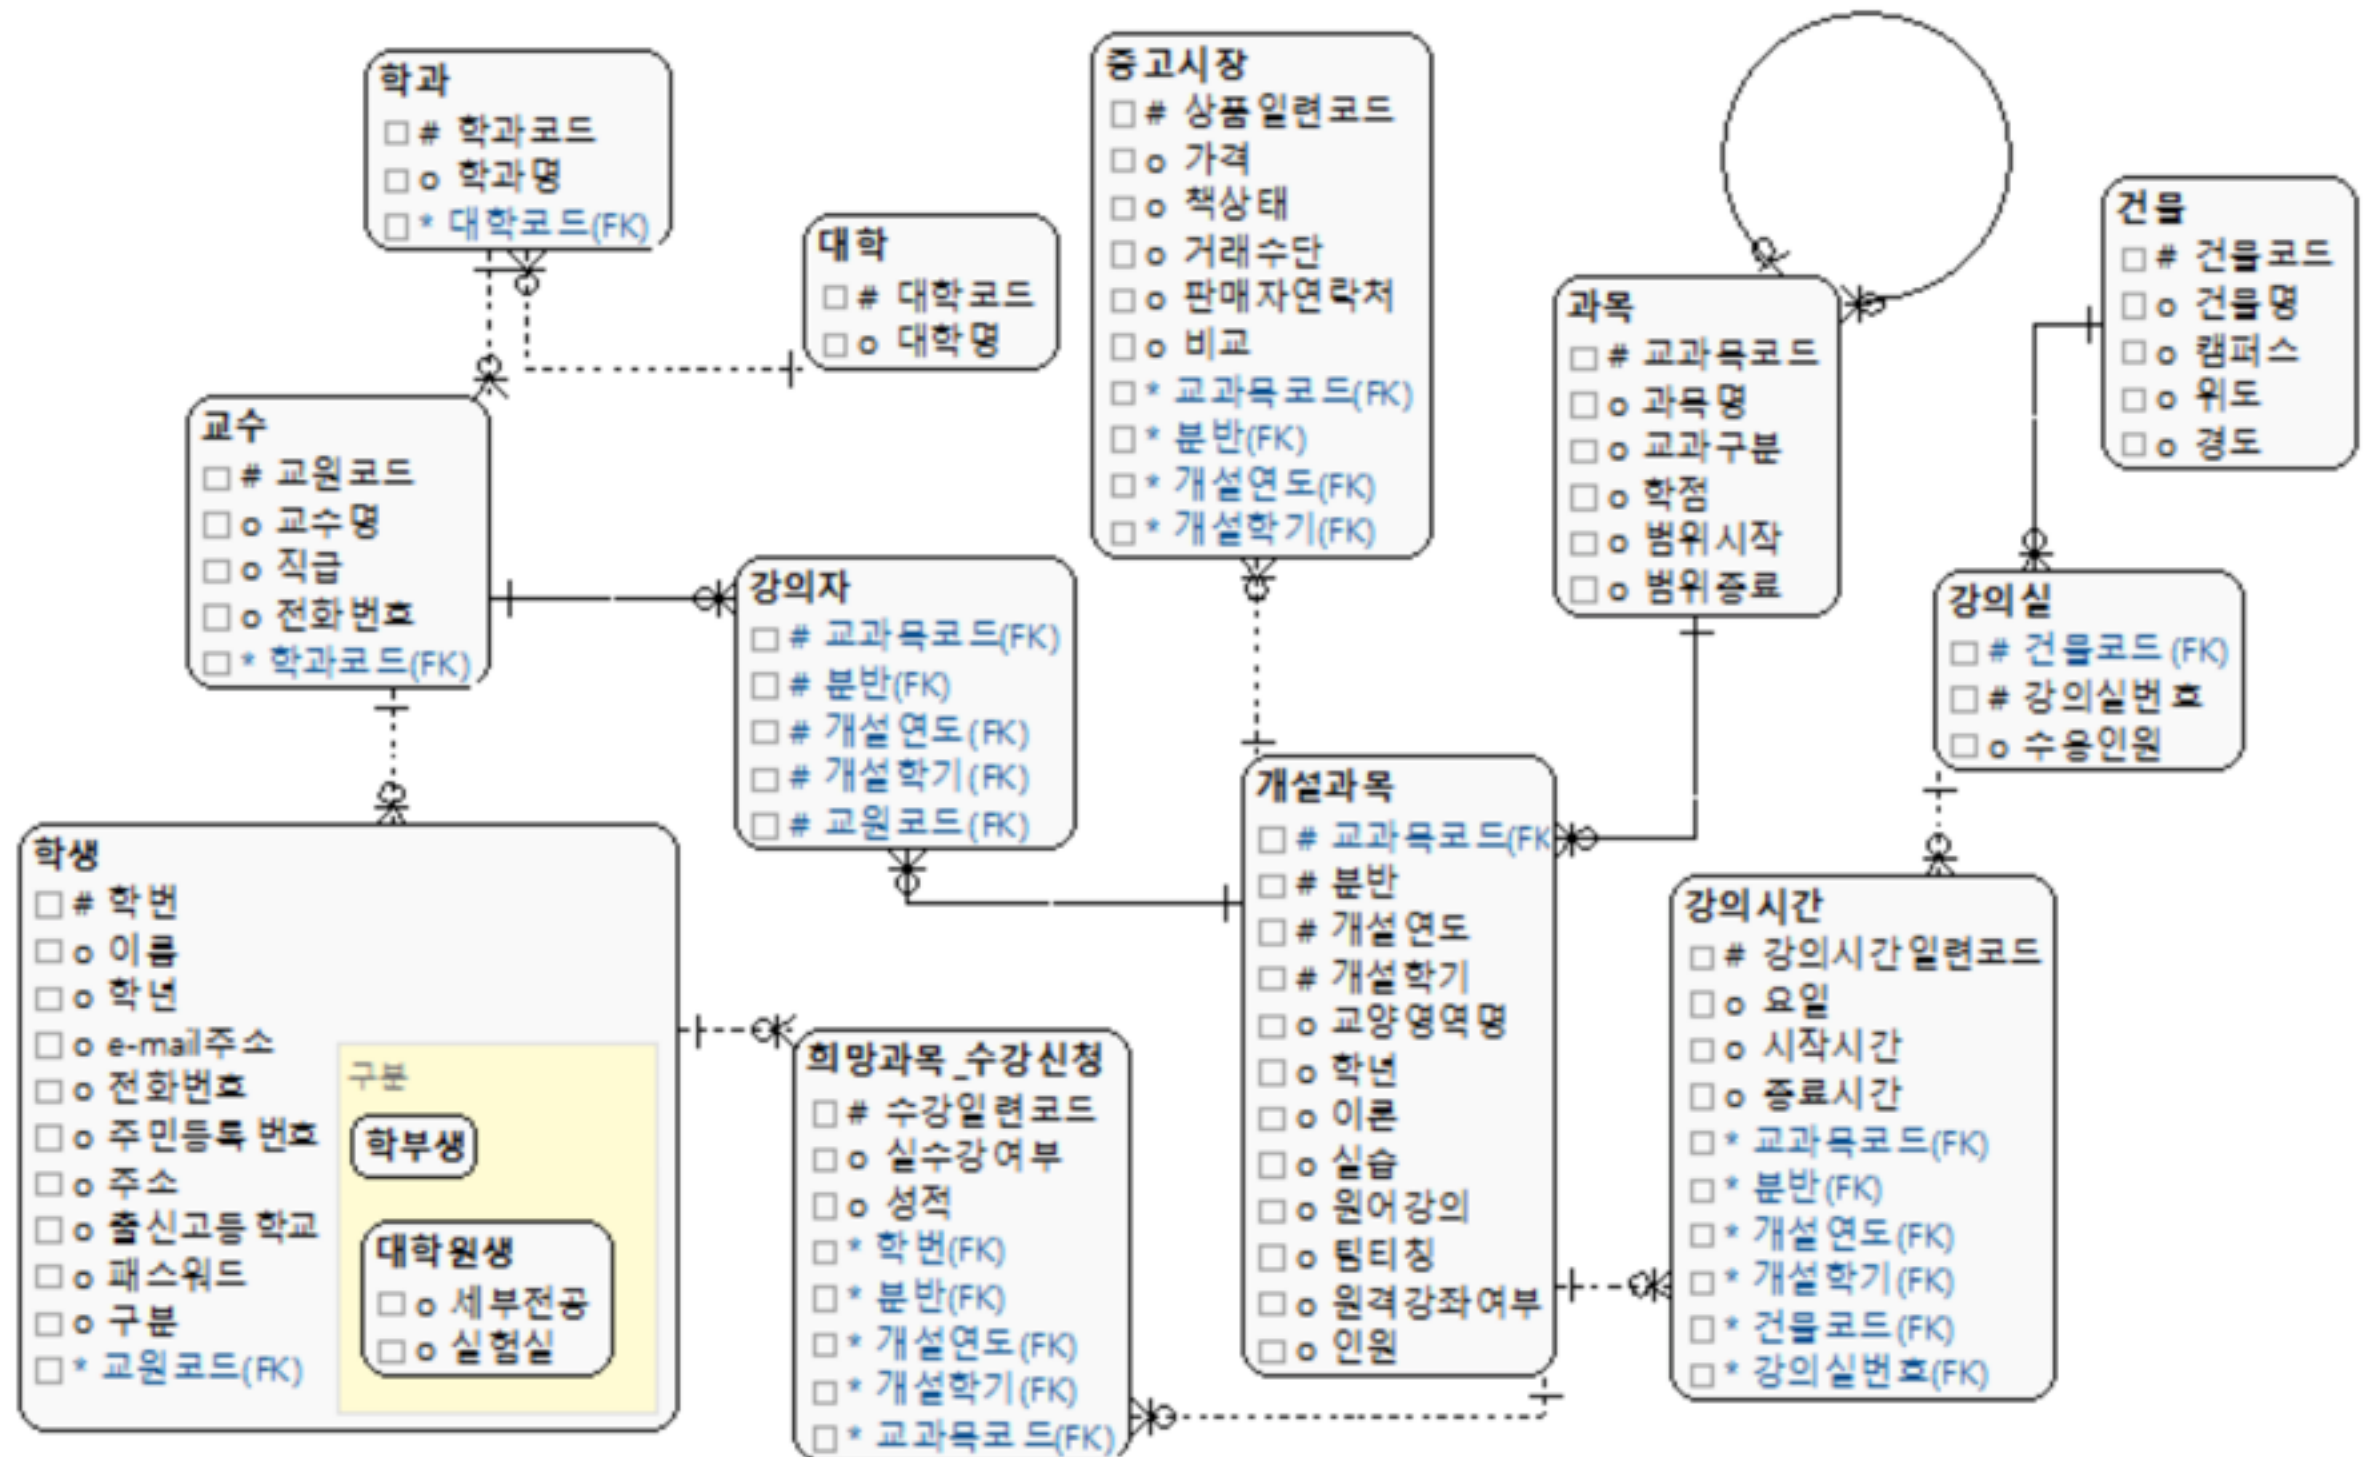 학과
# 학과코드
o 학과명
* 대학코드(FK)
대학
# 대학코드
o 대학명
교수
# 교원코드
o 교수명
o 직급
o 전화번호
* 학과코드(FK)
강의자
# 교과목코드(FK)
# 분반(FK)
# 개설연도(FK)
# 개설학기(FK)
# 교원코드(FK)
중고시장
# 상품일련코드
o 가격
o 책상태
o 거래수단
o 판매자연락처
o 비고
* 교과목코드(FK)
* 분반(FK)
* 개설연도(FK)
* 개설학기(FK)
과목
# 교과목코드
o 과목명
o 교과구분
o 학점
o 범위시작
o 범위종료
건물
# 건물코드
o 건물명
o 캠퍼스
o 위도
o 경도
강의실
# 건물코드(FK)
# 강의실번호
o 수용인원
학생
# 학번
o 이름
o 학년
o e-mail주소
o 전화번호
o 주민등록번호
o 주소
o 출신고등학교
o 패스워드
o 구분
* 교원코드(FK)
구분
학부생
대학원생
o 세부전공
o 실험실
희망과목_수강신청
# 수강일련코드
o 실수강여부
o 성적
* 학번(FK)
* 분반(FK)
* 개설연도(FK)
* 개설학기(FK)
* 교과목코드(FK)
개설과목
# 교과목코드(FK
# 분반
# 개설연도
# 개설학기
o 교양영역명
o 학년
o 이론
o 실습
o 원어강의
o 팀티칭
o 원격강좌여부
o 인원
강의시간
# 강의시간일련코드
o 요일
o 시작시간
o 종료시간
* 교과목코드(FK)
* 분반(FK)
* 개설연도(FK)
* 개설학기(FK)
* 건물코드(FK)
* 강의실번호(FK)